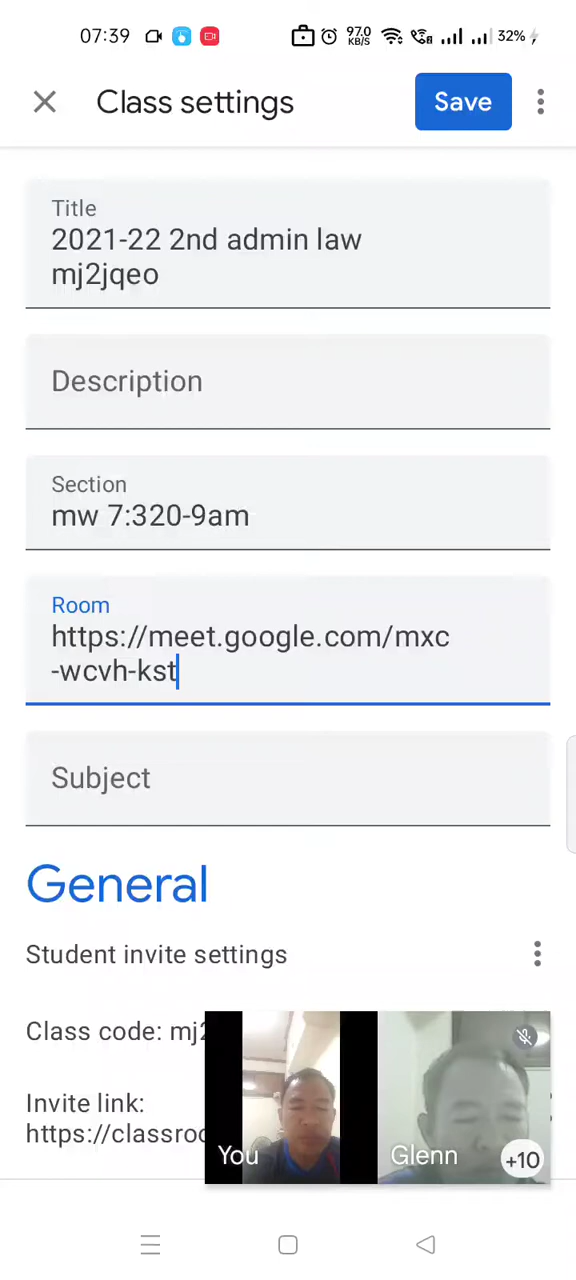 07:39 97.0 KB/S 32%
Class settings Save
Title
2021-22 2nd admin law
mj2jqeo
Description
Section
mw 7:320-9am
Room
https://meet.google.com/mxc
-wcvh-kst
Subject
General
Student invite settings
Class code: mj2
Invite link:
https://classroo
You Glenn +10